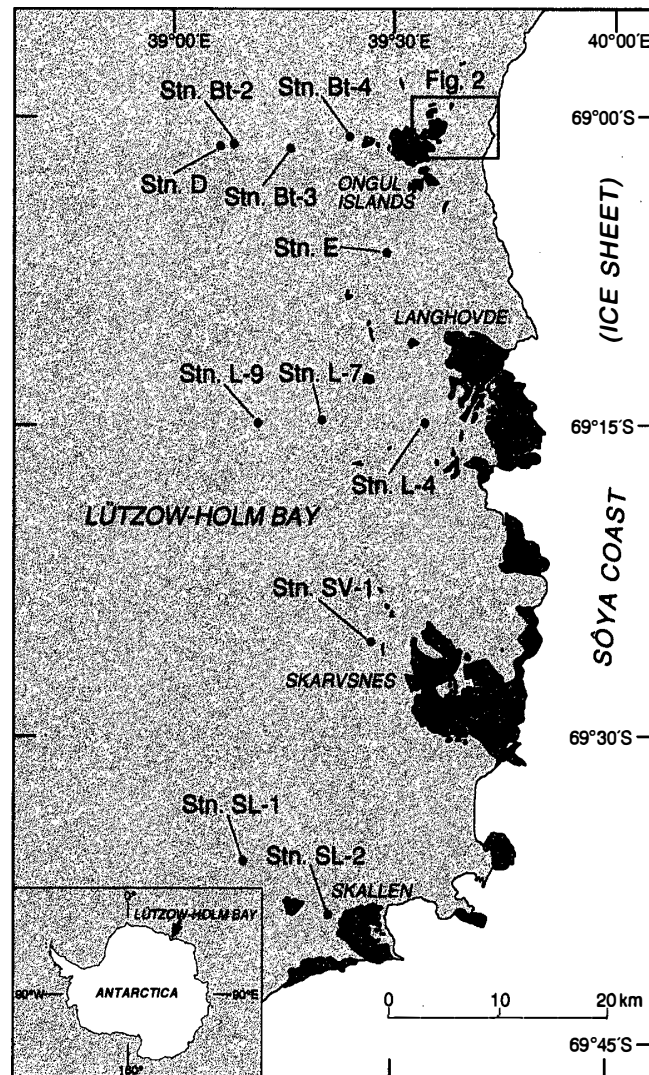 39°00´E
39°30´E
40°00´E
Fig. 2
Stn. Bt-4
Stn. Bt-2
69°00´S
Stn. D
Stn. Bt-3
ONGUL
ISLANDS
Stn. E
(ICE SHEET)
LANGHOVDE
Stn. L-9
Stn. L-7
69°15´S
Stn. L-4
LÜTZOW-HOLM BAY
SÔYA COAST
Stn. SV-1
SKARVSNES
69°30´S
Stn. SL-1
Stn. SL-2
SKALLEN
0°
LÜTZOW-HOLM BAY
90°W
ANTARCTICA
90°E
180°
0
10
20 km
69°45´S